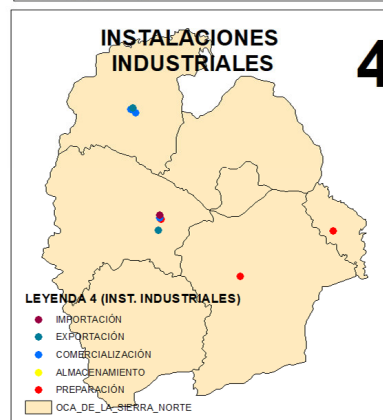 INSTALACIONES
INDUSTRIALES
4
LEYENDA 4 (INST. INDUSTRIALES)
IMPORTACIÓN
EXPORTACIÓN
COMERCIALIZACIÓN
ALMACENAMIENTO
PREPARACIÓN
OCA_DE_LA_SIERRA_NORTE